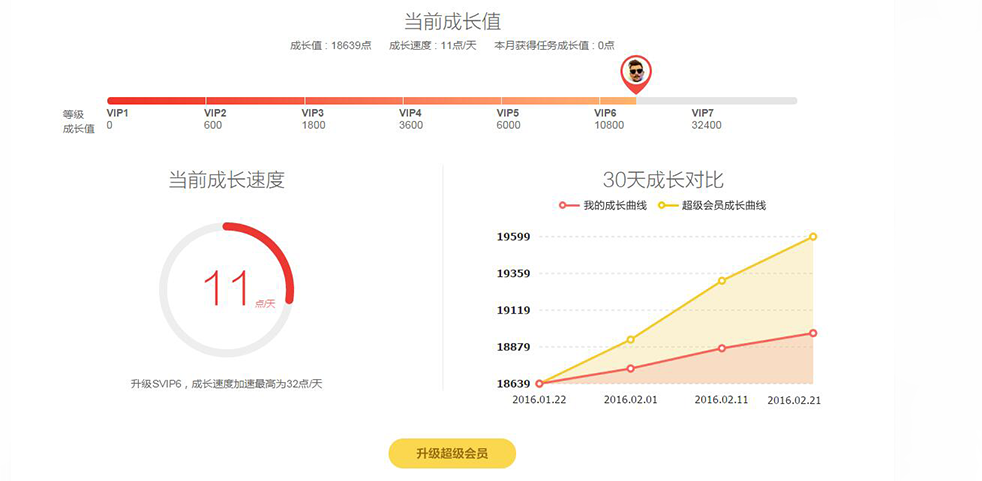 当前成长值
成长值 : 18639点 成长速度 : 11点/天 本月获得任务成长值 : 0点
等级 VIP1 VIP2 VIP3 VIP4 VIP5 VIP6 VIP7
成长值 0 600 1800 3600 6000 10800 32400
当前成长速度
11 点/天
升级SVIP6，成长速度加速最高为32点/天
30天成长对比
我的成长曲线 超级会员成长曲线
19599
19359
19119
18879
18639
2016.01.22 2016.02.01 2016.02.11 2016.02.21
升级超级会员